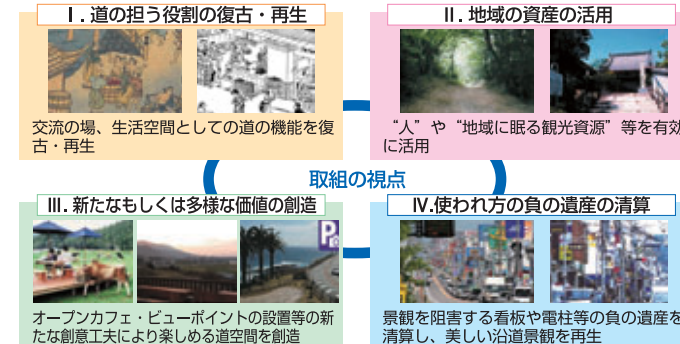 Ⅰ. 道の担う役割の復古・再生
交流の場、生活空間としての道の機能を復
古・再生
Ⅱ. 地域の資産の活用
“人”や“地域に眠る観光資源”等を有効
に活用
取組の視点
Ⅲ. 新たなもしくは多様な価値の創造
P
オープンカフェ・ビューポイントの設置等の新
たな創意工夫により楽しめる道空間を創造
Ⅳ.使われ方の負の遺産の清算
景観を阻害する看板や電柱等の負の遺産を
清算し、美しい沿道景観を再生